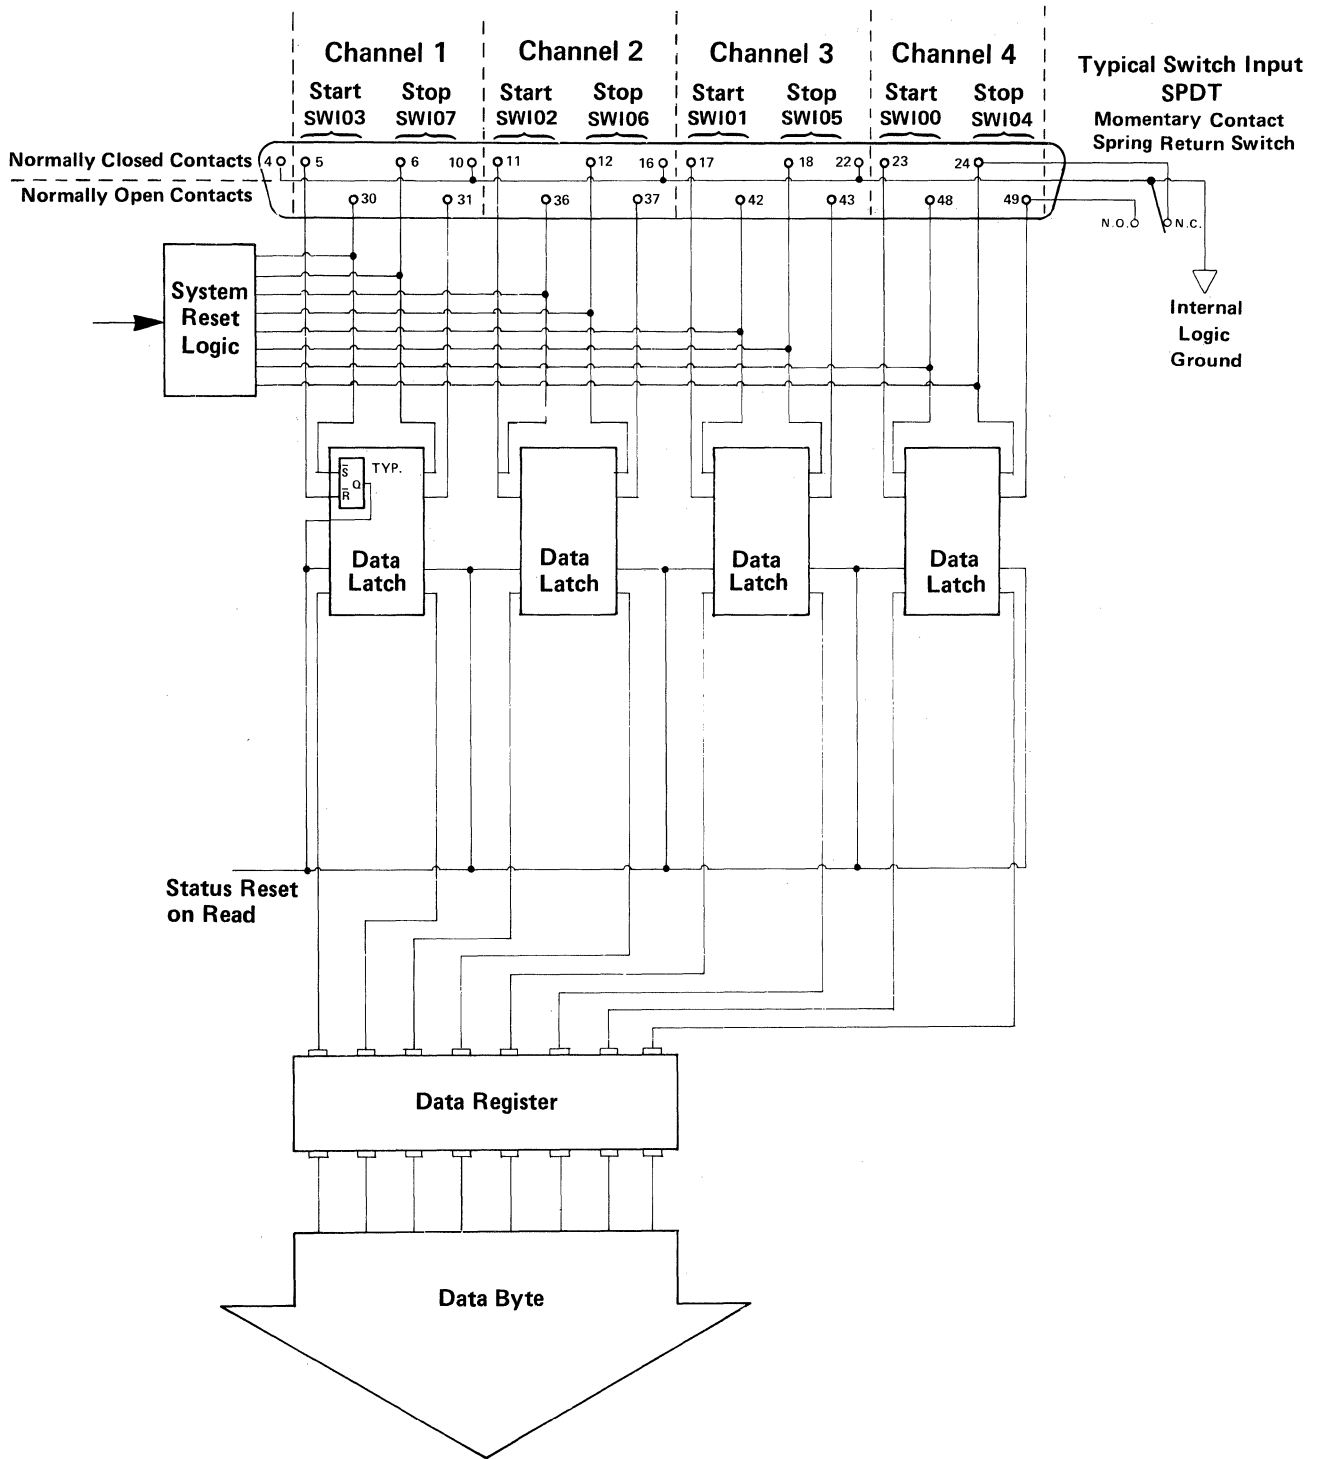 Channel 1
Channel 2
Channel 3
Channel 4
Typical Switch Input
SPDT
Momentary Contact
Spring Return Switch
Start
SWI03
Stop
SWI07
Start
SWI02
Stop
SWI06
Start
SWI01
Stop
SWI05
Start
SWI00
Stop
SWI04
Normally Closed Contacts
4 5 6 10 11 12 16 17 18 22 23 24
Normally Open Contacts
30 31 36 37 42 43 48 49
N.O.
N.C.
System
Reset
Logic
Internal
Logic
Ground
S
Q
R
TYP.
Data
Latch
Data
Latch
Data
Latch
Data
Latch
Status Reset
on Read
Data Register
Data Byte